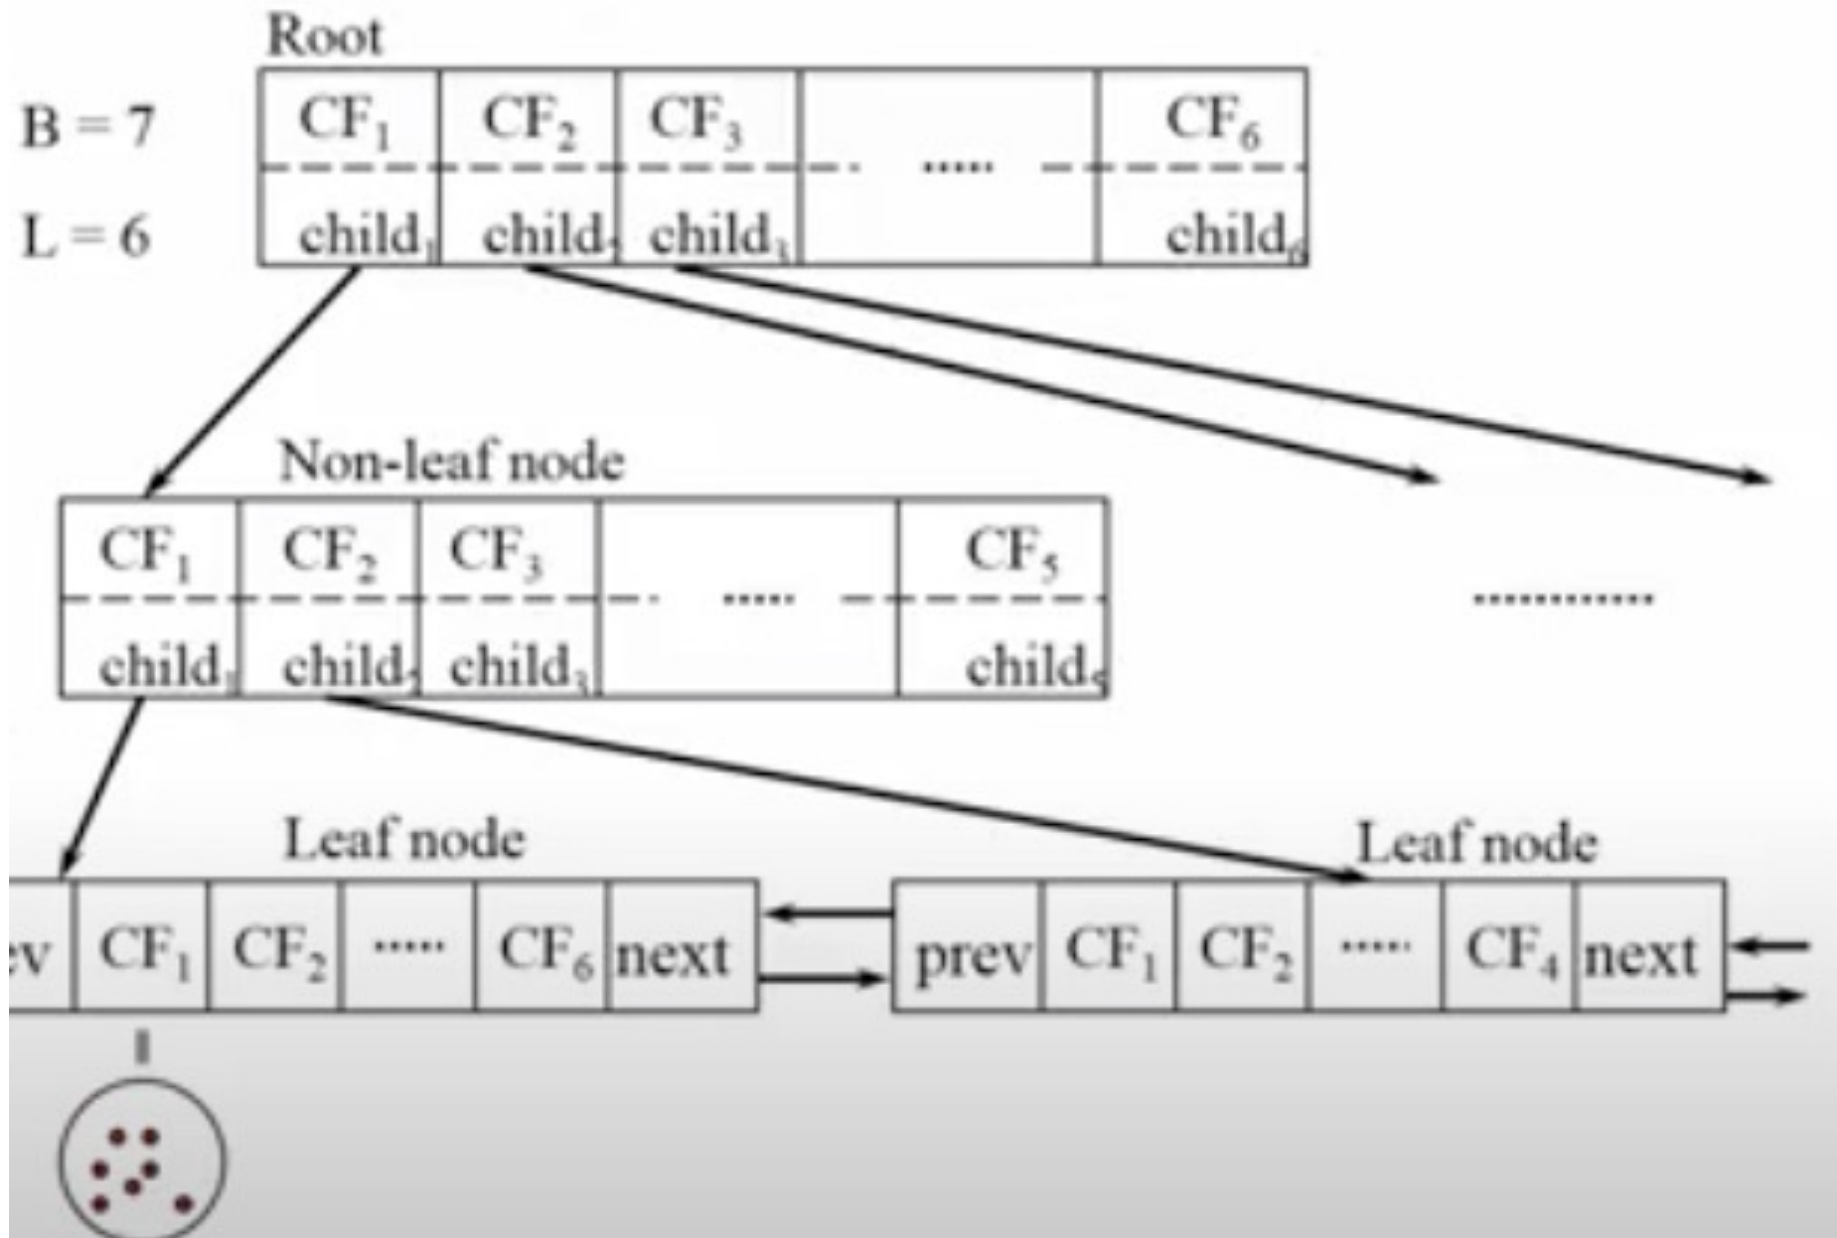 Root
B = 7
CF₁ CF₂ CF₃ ..... CF₆
L = 6
child₁ child₂ child₃ child₆
Non-leaf node
CF₁ CF₂ CF₃ ..... CF₅ ............
child₁ child₂ child₃ child₅
Leaf node Leaf node
ev CF₁ CF₂ ..... CF₆ next prev CF₁ CF₂ ..... CF₄ next